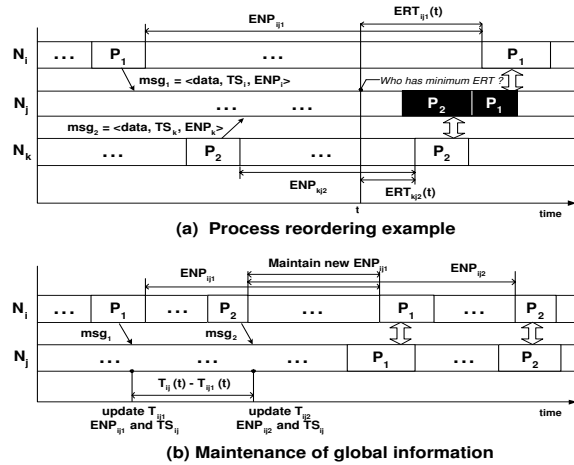 ENP_ij1 ERT_ij1(t)
N_i ... P_1 ... P_1
msg_1 = <data, TS_i, ENP_i> Who has minimum ERT ?
N_j ... ... P_2 P_1
msg_2 = <data, TS_k, ENP_k>
N_k ... P_2 ... P_2
ENP_kj2 ERT_kj2(t)
t time
(a) Process reordering example
Maintain new ENP_ij1
ENP_ij1 ENP_ij2
N_i ... P_1 ... P_2 ... P_1 ... P_2
msg_1 msg_2
N_j ... ... ... P_1 ... P_2
T_ij(t) - T_ij1(t)
update T_ij1 update T_ij2
ENP_ij1 and TS_ij ENP_ij2 and TS_ij time
(b) Maintenance of global information